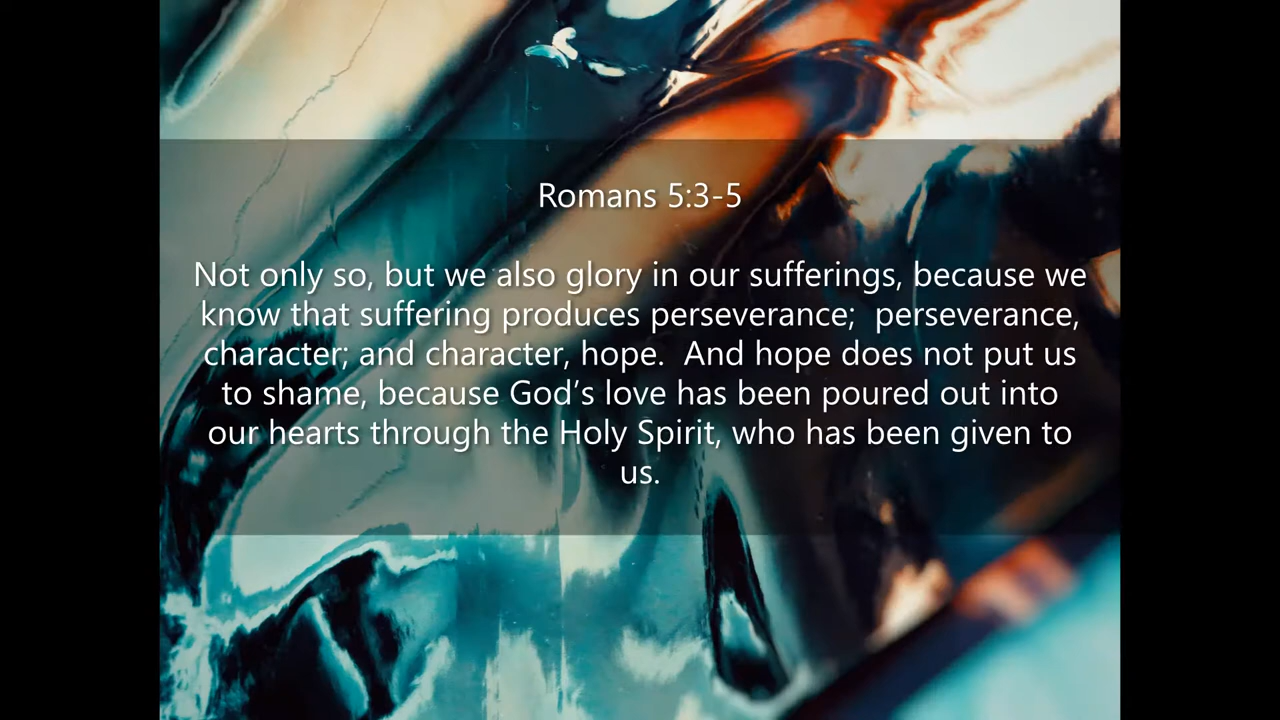 Romans 5:3-5
Not only so, but we also glory in our sufferings, because we
know that suffering produces perseverance;  perseverance,
character; and character, hope.  And hope does not put us
to shame, because God’s love has been poured out into
our hearts through the Holy Spirit, who has been given to
us.